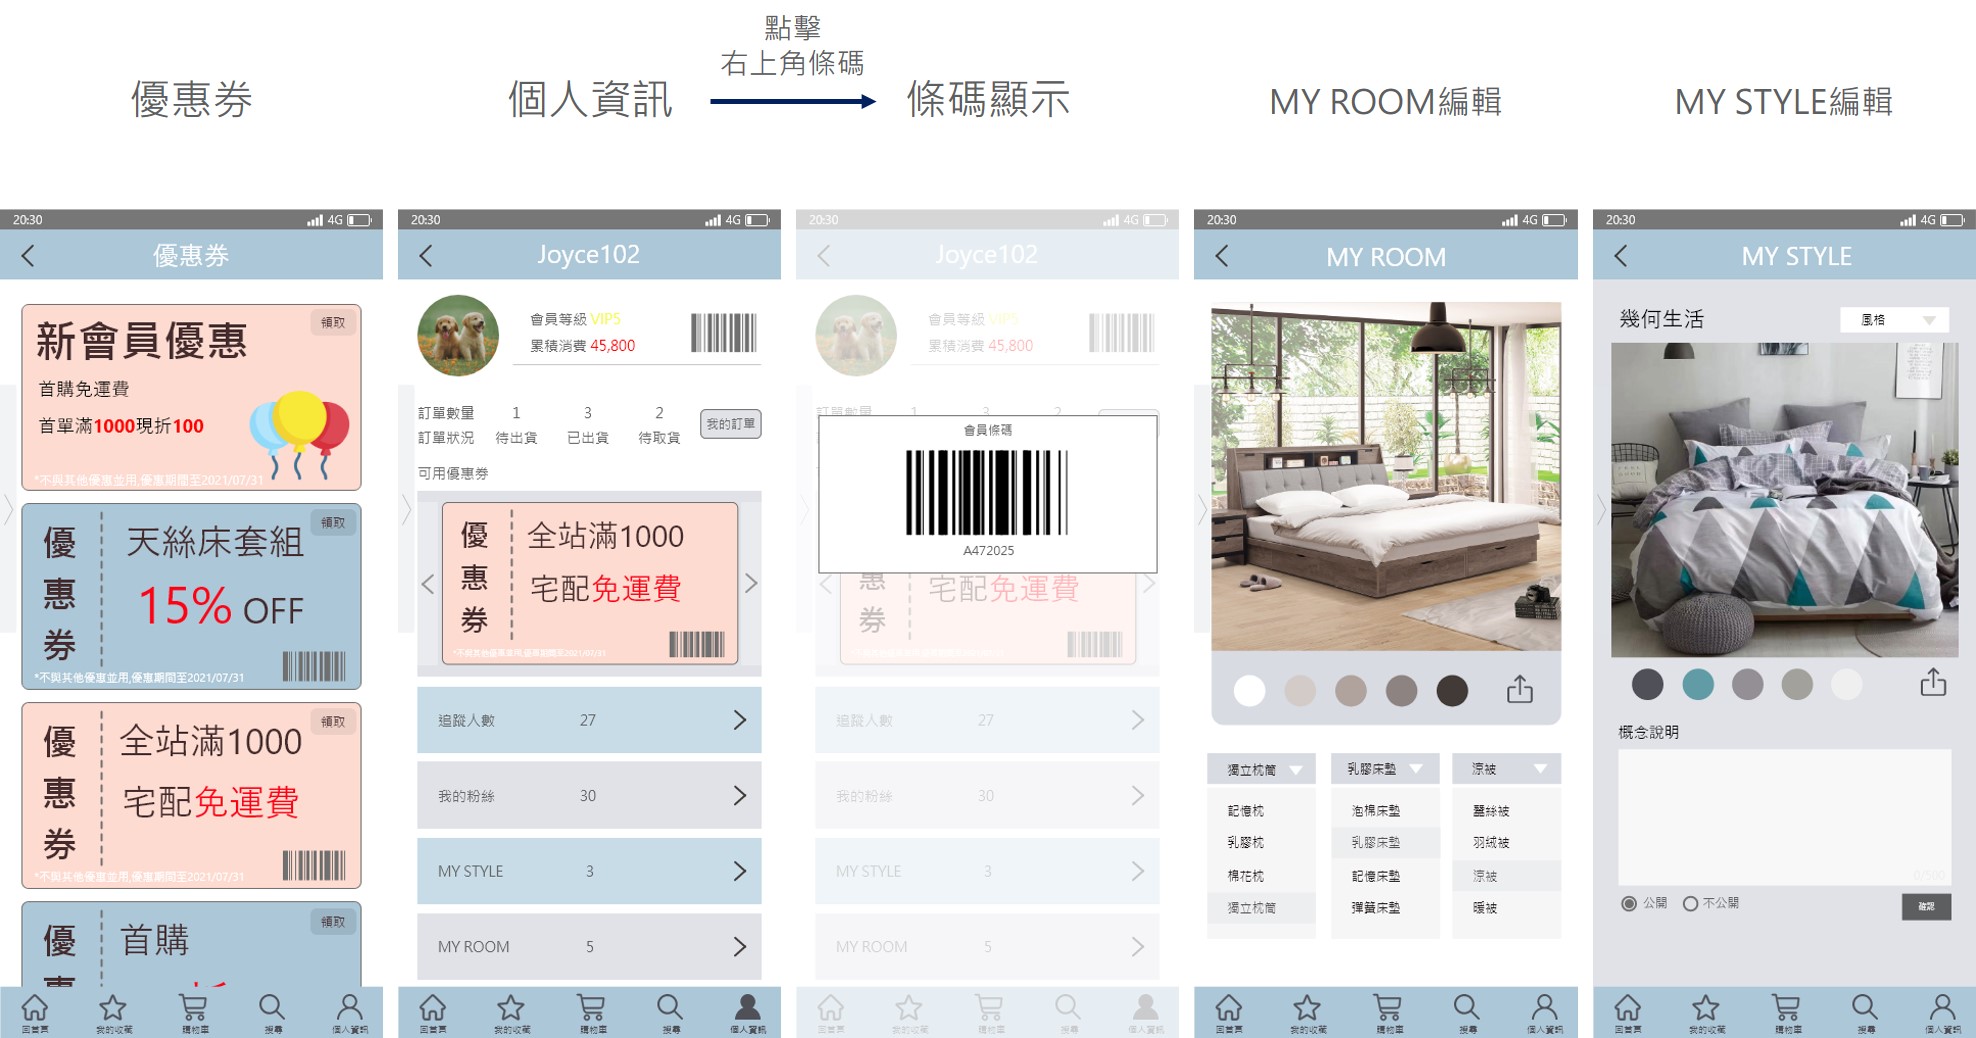 點擊
右上角條碼
優惠券
個人資訊
條碼顯示
MY ROOM編輯
MY STYLE編輯
20:30
4G
優惠券
新會員優惠
領取
首購免運費
首單滿1000現折100
*不與其他優惠並用,優惠期間至2021/07/31
優惠券
天絲床套組
領取
15% OFF
*不與其他優惠並用,優惠期間至2021/07/31
優惠券
全站滿1000
領取
宅配免運費
*不與其他優惠並用,優惠期間至2021/07/31
優
首購
領取
回首頁
我的收藏
購物車
搜尋
個人資訊
20:30
4G
Joyce102
會員等級 VIP5
累積消費 45,800
訂單數量 1 3 2
訂單狀況 待出貨 已出貨 待取貨
我的訂單
可用優惠券
優惠券
全站滿1000
宅配免運費
*不與其他優惠並用,優惠期間至2021/07/31
追蹤人數 27
我的粉絲 30
MY STYLE 3
MY ROOM 5
回首頁
我的收藏
購物車
搜尋
個人資訊
20:30
4G
Joyce102
會員等級 VIP5
累積消費 45,800
訂單數量 1 3 2
會員條碼
A472025
惠券
宅配免運費
追蹤人數 27
我的粉絲 30
MY STYLE 3
MY ROOM 5
回首頁
我的收藏
購物車
搜尋
個人資訊
20:30
4G
MY ROOM
獨立枕筒
記憶枕
乳膠枕
棉花枕
獨立枕筒
乳膠床墊
泡棉床墊
乳膠床墊
記憶床墊
彈簧床墊
涼被
蠶絲被
羽絨被
涼被
暖被
回首頁
我的收藏
購物車
搜尋
個人資訊
20:30
4G
MY STYLE
幾何生活
風格
概念說明
0/500
公開
不公開
確認
回首頁
我的收藏
購物車
搜尋
個人資訊